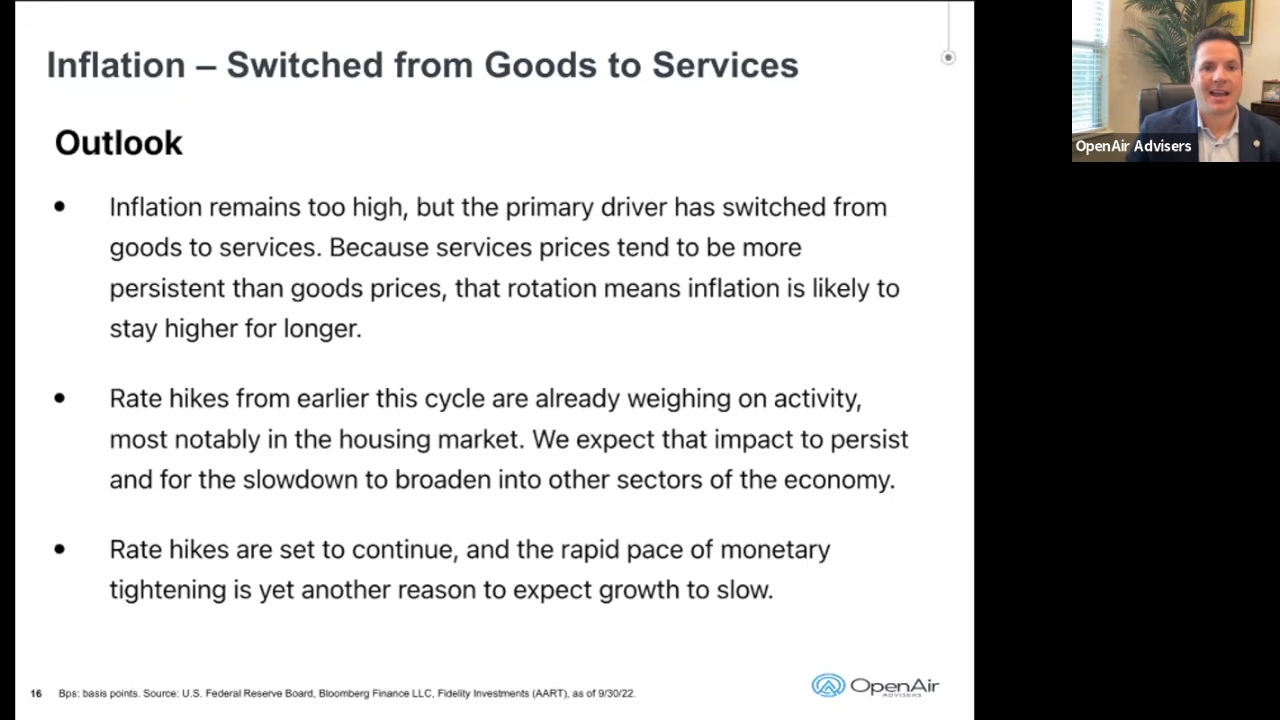 Inflation – Switched from Goods to Services
OpenAir Advisers
Outlook
• Inflation remains too high, but the primary driver has switched from
goods to services. Because services prices tend to be more
persistent than goods prices, that rotation means inflation is likely to
stay higher for longer.
• Rate hikes from earlier this cycle are already weighing on activity,
most notably in the housing market. We expect that impact to persist
and for the slowdown to broaden into other sectors of the economy.
• Rate hikes are set to continue, and the rapid pace of monetary
tightening is yet another reason to expect growth to slow.
16 Bps: basis points. Source: U.S. Federal Reserve Board, Bloomberg Finance LLC, Fidelity Investments (AART), as of 9/30/22.
OpenAir
ADVISERS